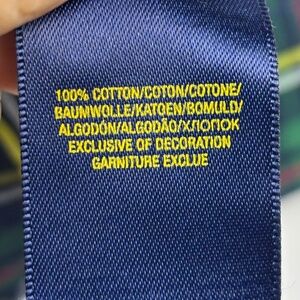 100% COTTON/COTON/COTONE/
BAUMWOLLE/KATOEN/BOMULD/
ALGODÓN/ALGODÃO/ХЛОПОК
EXCLUSIVE OF DECORATION
GARNITURE EXCLUE